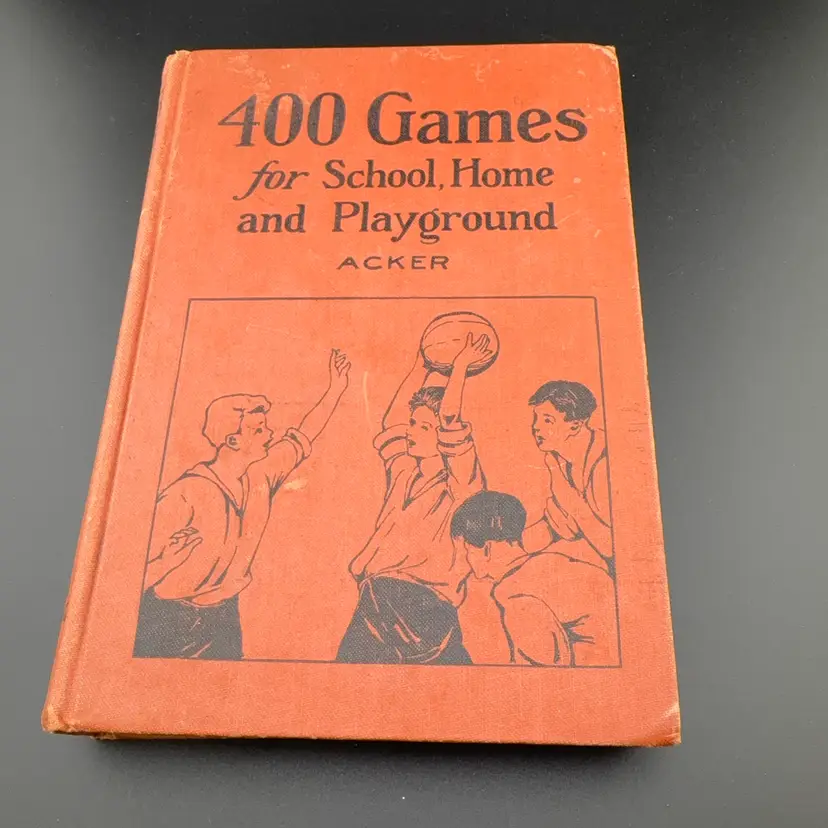 400 Games
for School, Home
and Playground
ACKER